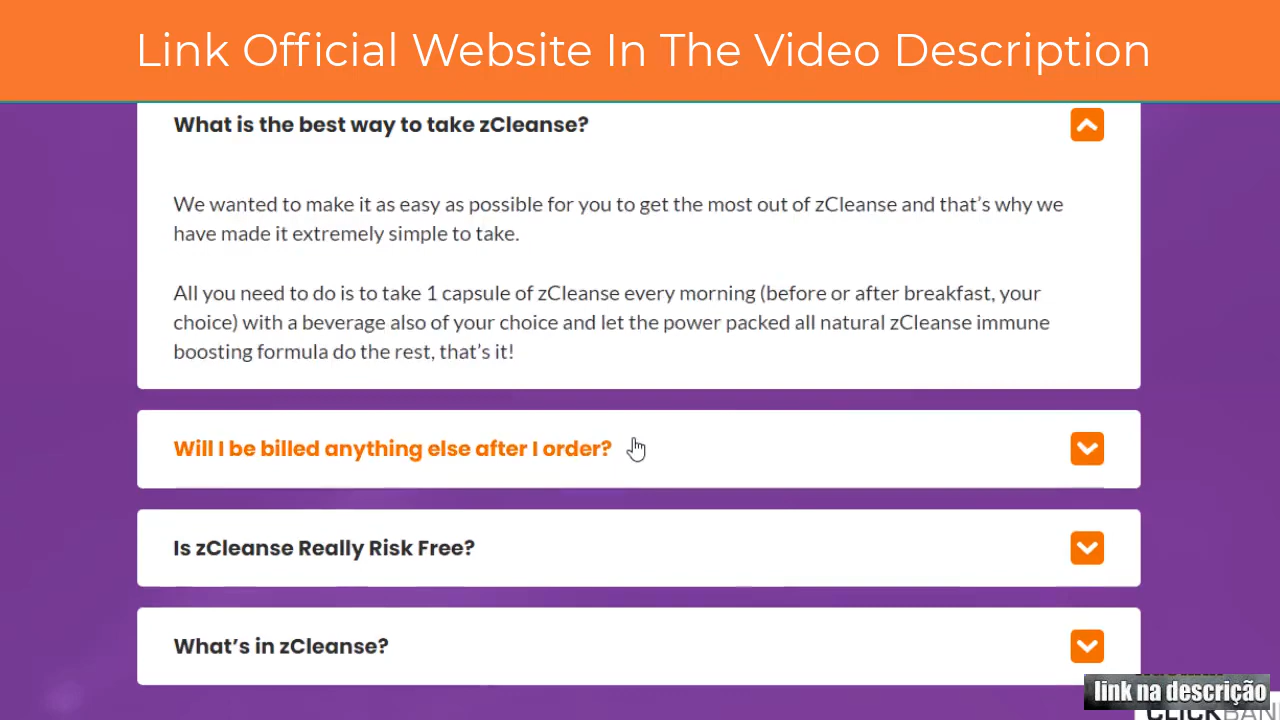 Link Official Website In The Video Description
What is the best way to take zCleanse?
We wanted to make it as easy as possible for you to get the most out of zCleanse and that's why we
have made it extremely simple to take.
All you need to do is to take 1 capsule of zCleanse every morning (before or after breakfast, your
choice) with a beverage also of your choice and let the power packed all natural zCleanse immune
boosting formula do the rest, that's it!
Will I be billed anything else after I order?
Is zCleanse Really Risk Free?
What's in zCleanse?
link na descrição
CLICKBAN